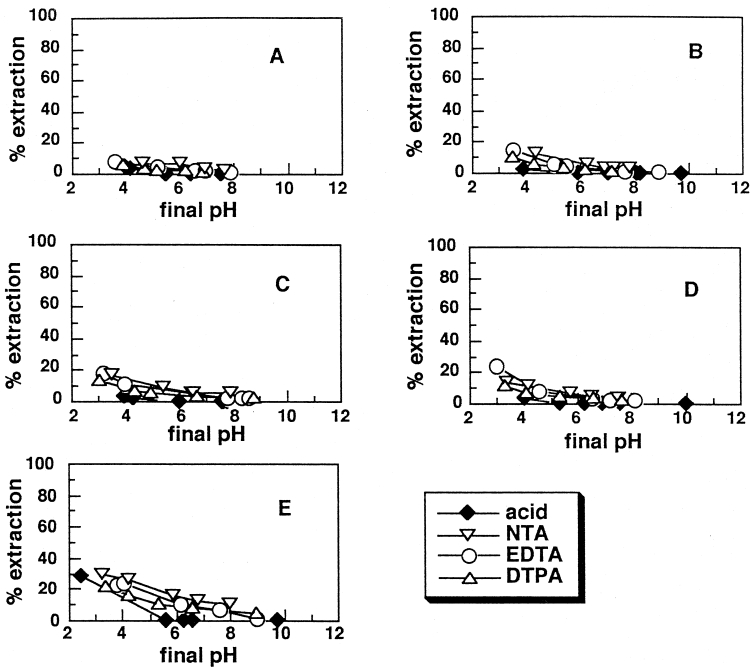 100
80
60
40
20
0
% extraction
A
2 4 6 8 10 12
final pH
100
80
60
40
20
0
% extraction
B
2 4 6 8 10 12
final pH
100
80
60
40
20
0
% extraction
C
2 4 6 8 10 12
final pH
100
80
60
40
20
0
% extraction
D
2 4 6 8 10 12
final pH
100
80
60
40
20
0
% extraction
E
2 4 6 8 10 12
final pH
acid
NTA
EDTA
DTPA